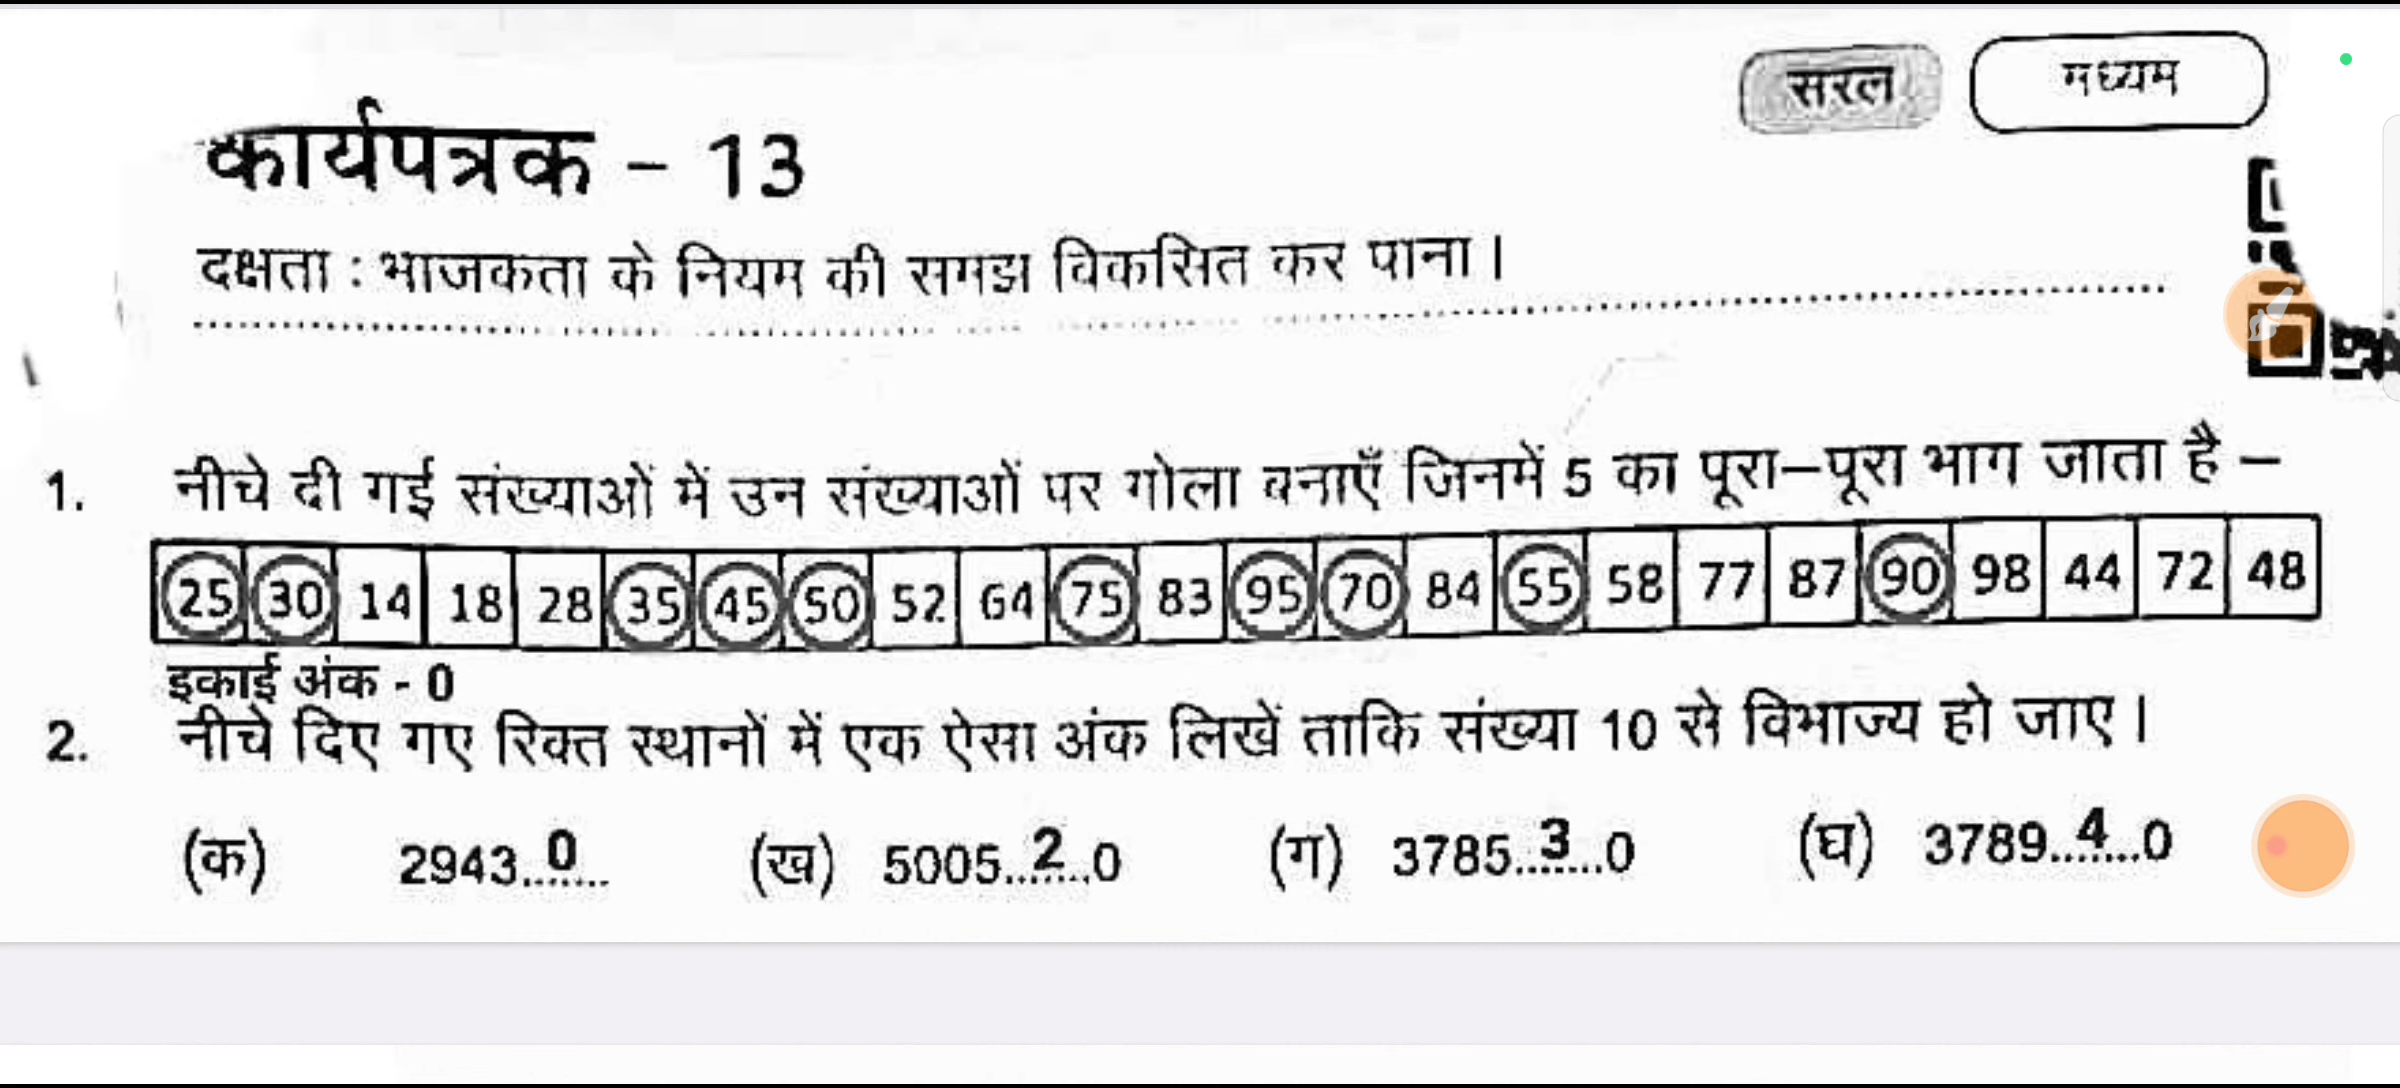 सरल मध्यम
कार्यपत्रक – 13
दक्षता : भाजकता के नियम की समझ विकसित कर पाना।
1. नीचे दी गई संख्याओं में उन संख्याओं पर गोला बनाएँ जिनमें 5 का पूरा–पूरा भाग जाता है –
25 30 14 18 28 35 45 50 52 64 75 83 95 70 84 55 58 77 87 90 98 44 72 48
इकाई अंक - 0
2. नीचे दिए गए रिक्त स्थानों में एक ऐसा अंक लिखें ताकि संख्या 10 से विभाज्य हो जाए।
(क) 2943...0... (ख) 5005...2...0 (ग) 3785...3...0 (घ) 3789...4...0